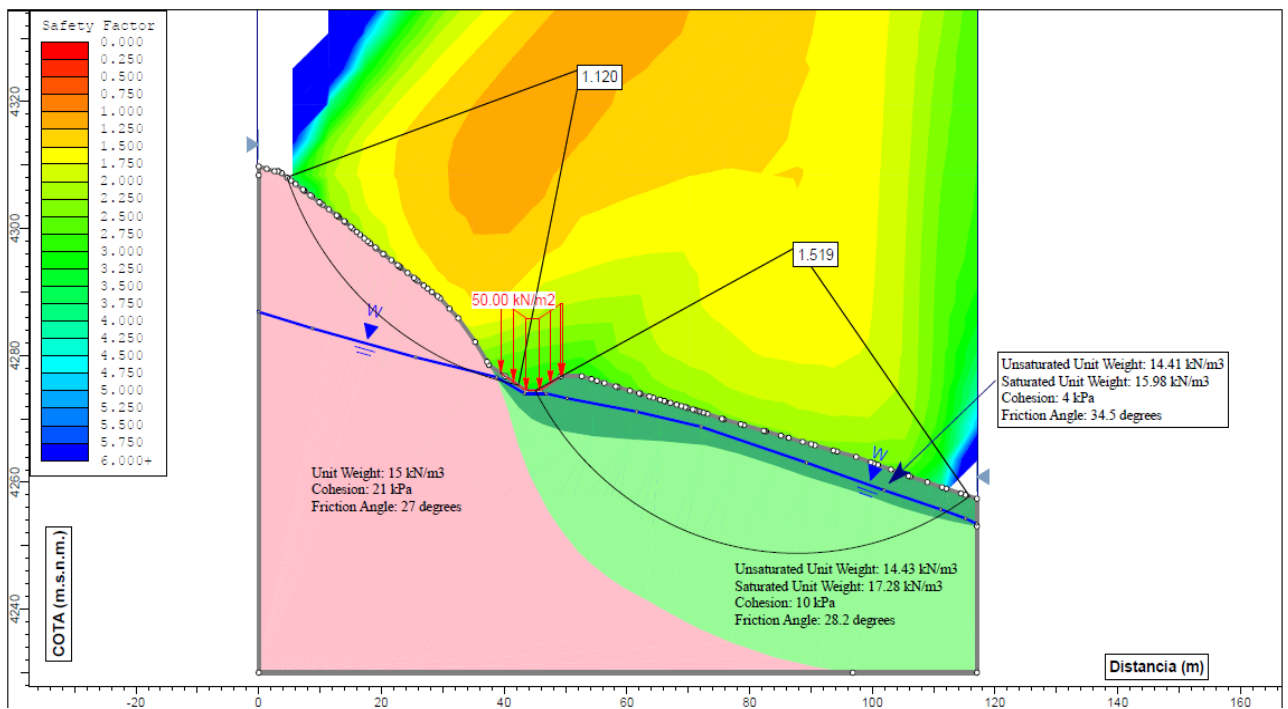 Safety Factor
0.000
0.250
0.500
0.750
1.000
1.250
1.500
1.750
2.000
2.250
2.500
2.750
3.000
3.250
3.500
3.750
4.000
4.250
4.500
4.750
5.000
5.250
5.500
5.750
6.000+
1.120
1.519
50.00 kN/m2
W
W
Unsaturated Unit Weight: 14.41 kN/m3
Saturated Unit Weight: 15.98 kN/m3
Cohesion: 4 kPa
Friction Angle: 34.5 degrees
Unit Weight: 15 kN/m3
Cohesion: 21 kPa
Friction Angle: 27 degrees
Unsaturated Unit Weight: 14.43 kN/m3
Saturated Unit Weight: 17.28 kN/m3
Cohesion: 10 kPa
Friction Angle: 28.2 degrees
4320
4300
4280
4260
4240
COTA (m.s.n.m.)
Distancia (m)
-20
0
20
40
60
80
100
120
140
160